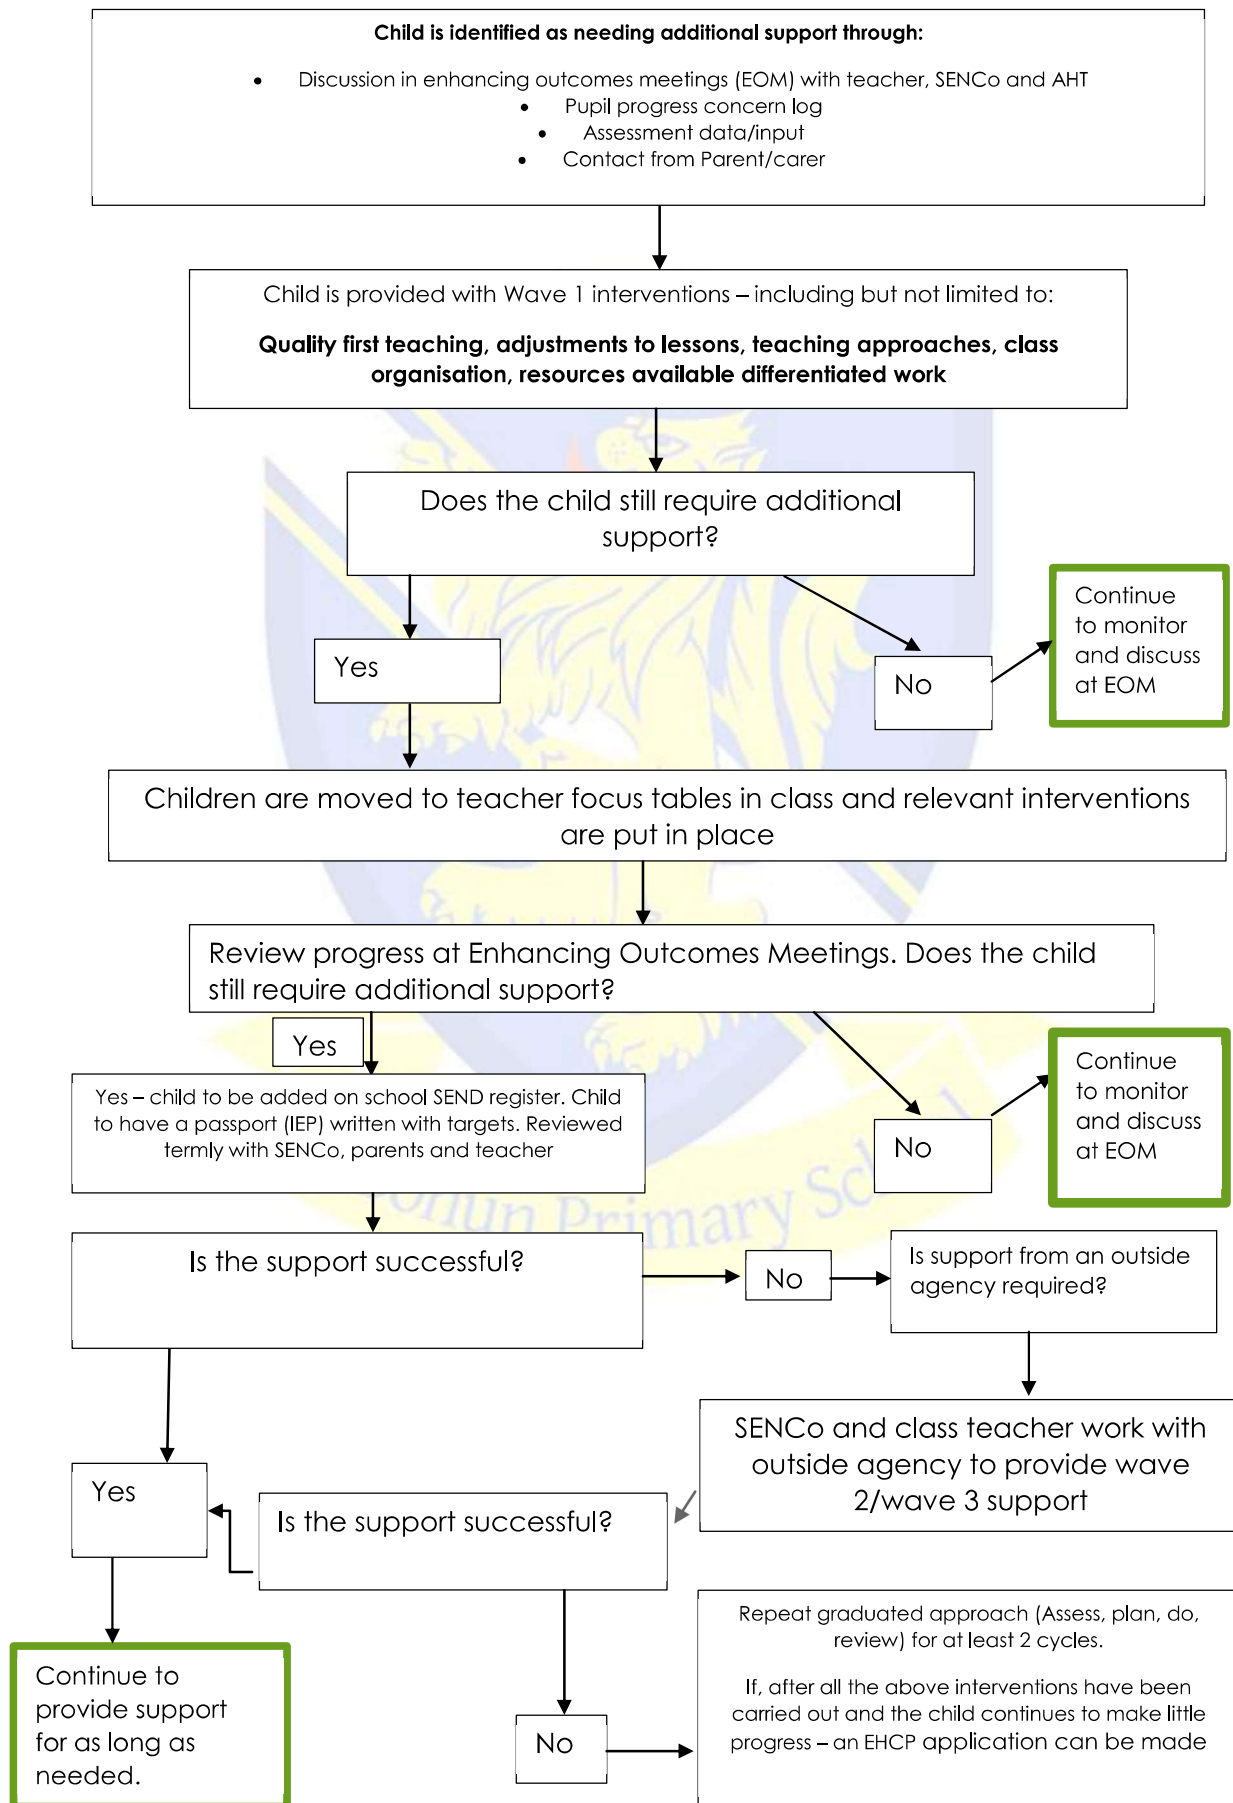 Child is identified as needing additional support through:
• Discussion in enhancing outcomes meetings (EOM) with teacher, SENCo and AHT
• Pupil progress concern log
• Assessment data/input
• Contact from Parent/carer
Child is provided with Wave 1 interventions – including but not limited to:
Quality first teaching, adjustments to lessons, teaching approaches, class
organisation, resources available differentiated work
Does the child still require additional
support?
Yes
No
Continue
to monitor
and discuss
at EOM
Children are moved to teacher focus tables in class and relevant interventions
are put in place
Review progress at Enhancing Outcomes Meetings. Does the child
still require additional support?
Yes
Yes – child to be added on school SEND register. Child
to have a passport (IEP) written with targets. Reviewed
termly with SENCo, parents and teacher
No
Continue
to monitor
and discuss
at EOM
Primary
Is the support successful?
No
Is support from an outside
agency required?
SENCo and class teacher work with
outside agency to provide wave
2/wave 3 support
Yes
Is the support successful?
Continue to
provide support
for as long as
needed.
No
Repeat graduated approach (Assess, plan, do,
review) for at least 2 cycles.
If, after all the above interventions have been
carried out and the child continues to make little
progress – an EHCP application can be made